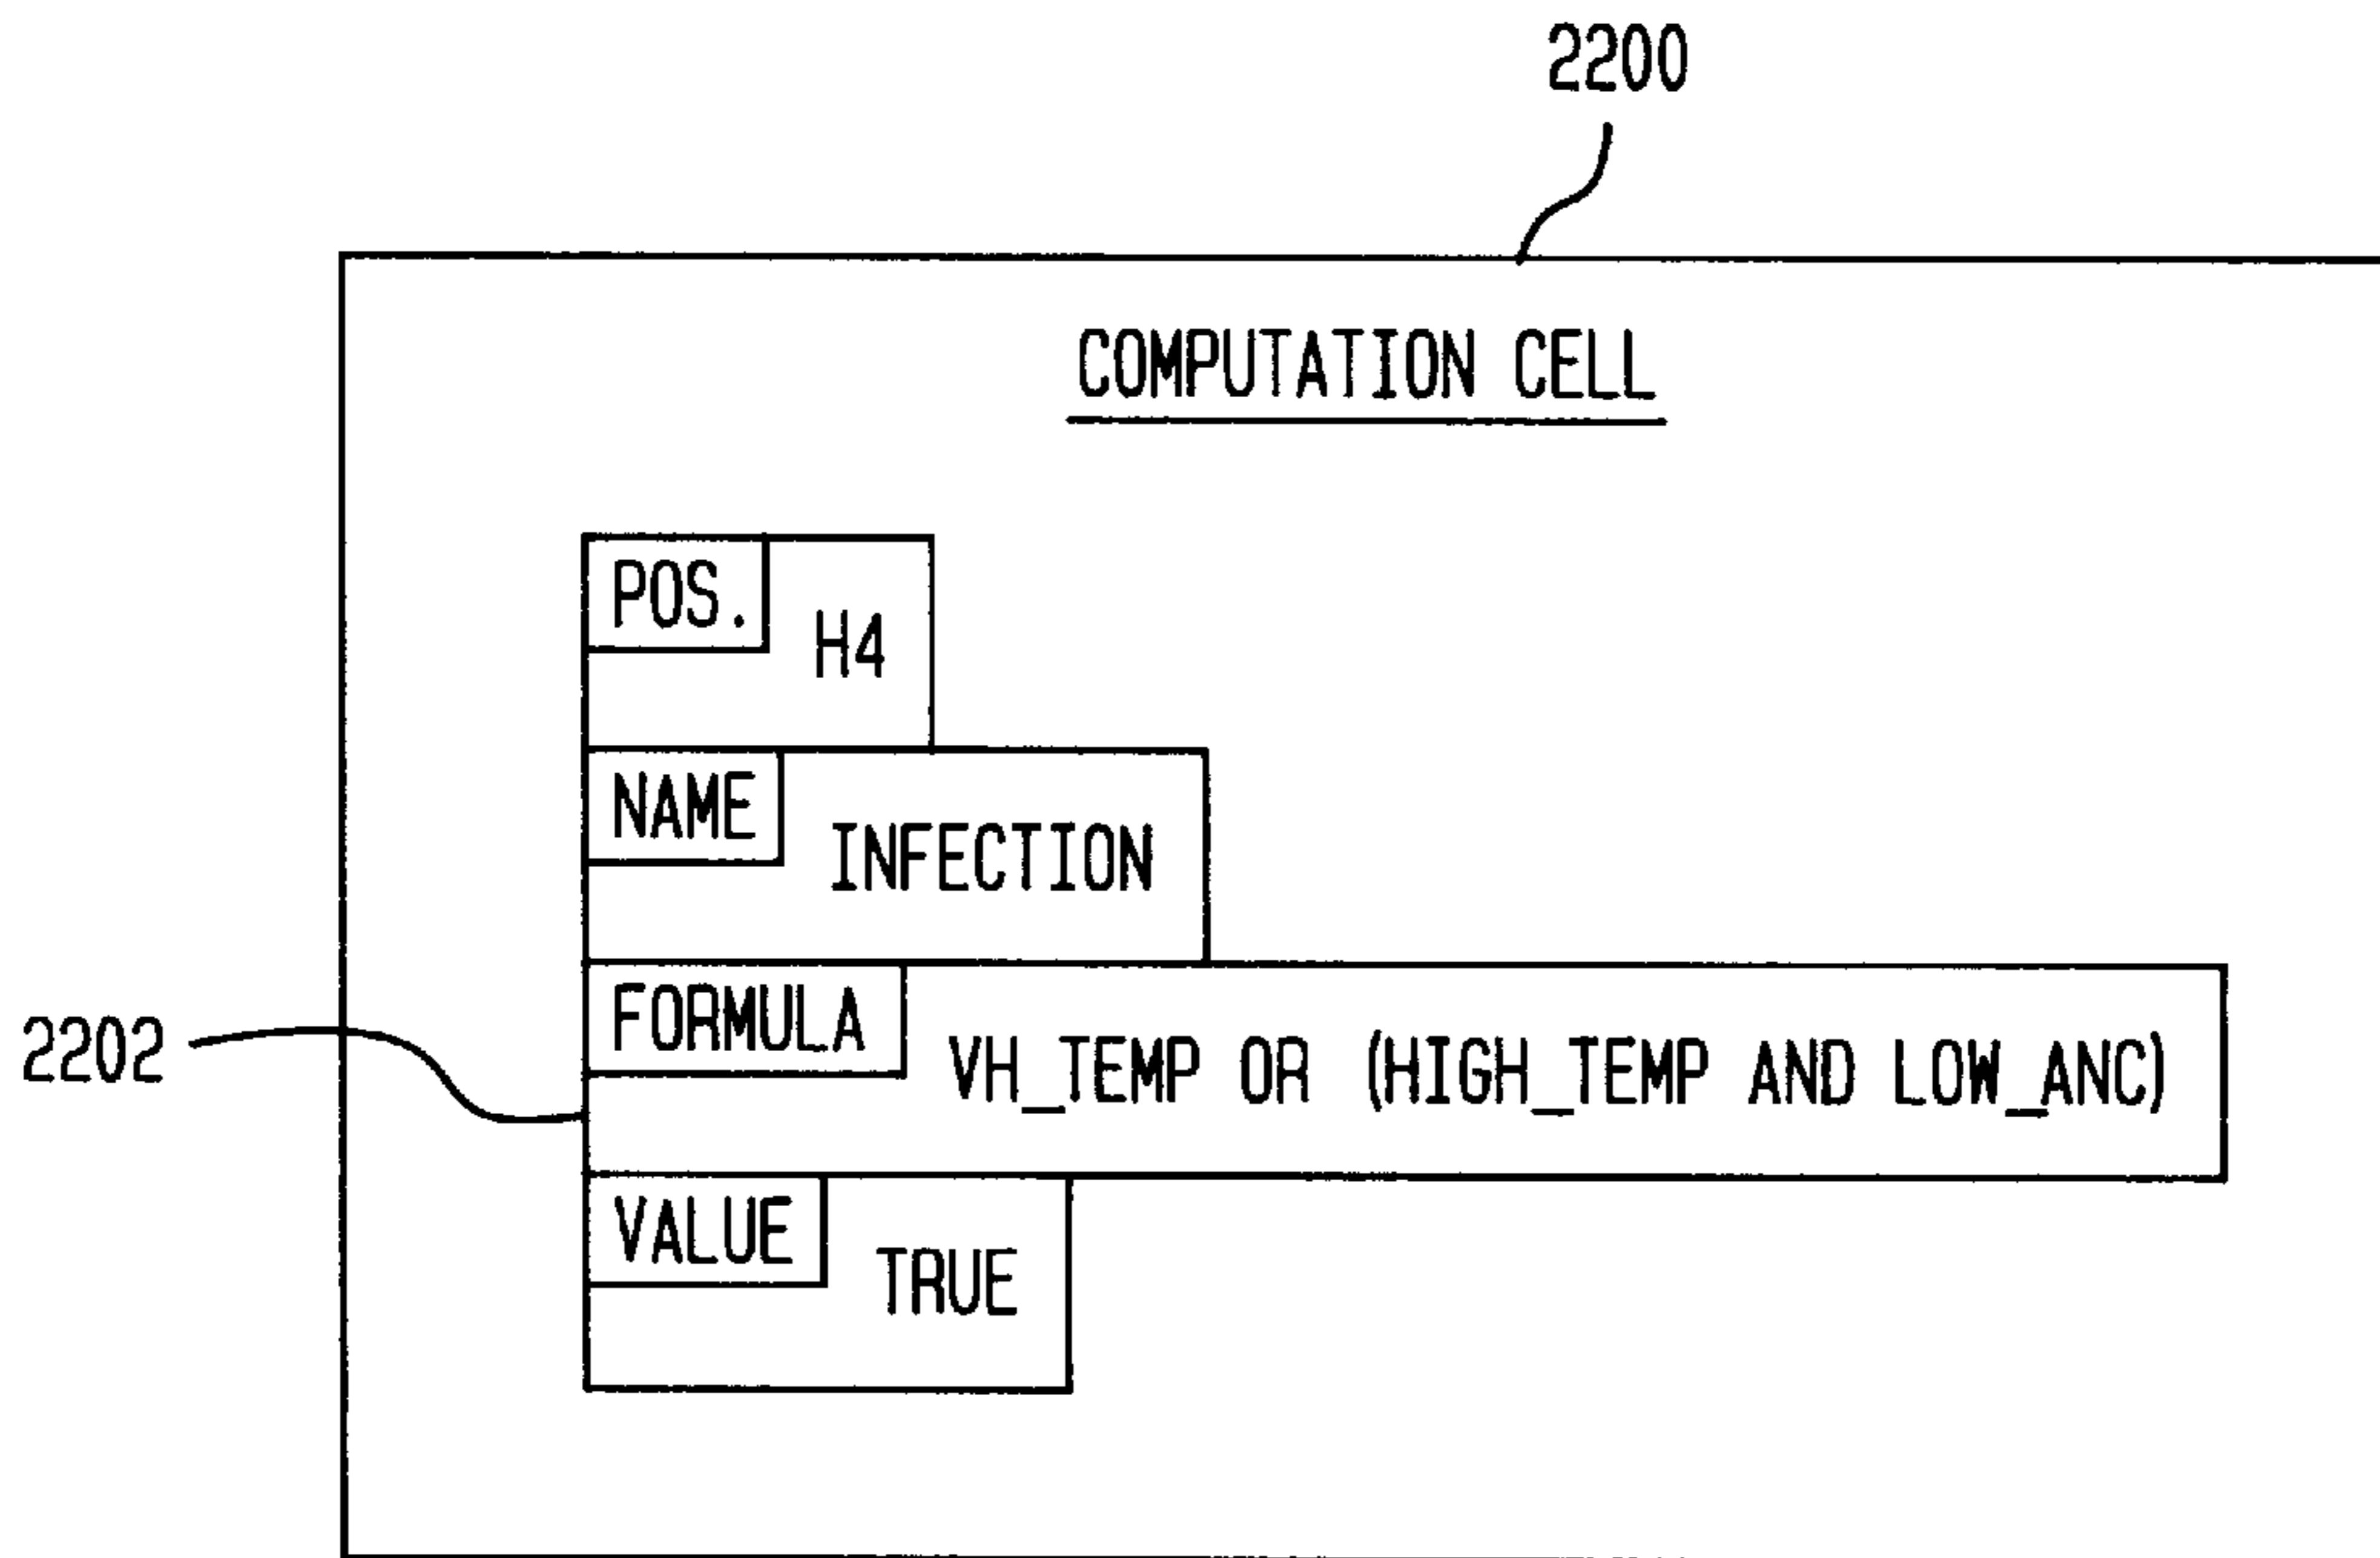 2200
COMPUTATION CELL
POS.
H4
NAME
INFECTION
FORMULA
2202
VH_TEMP OR (HIGH_TEMP AND LOW_ANC)
VALUE
TRUE